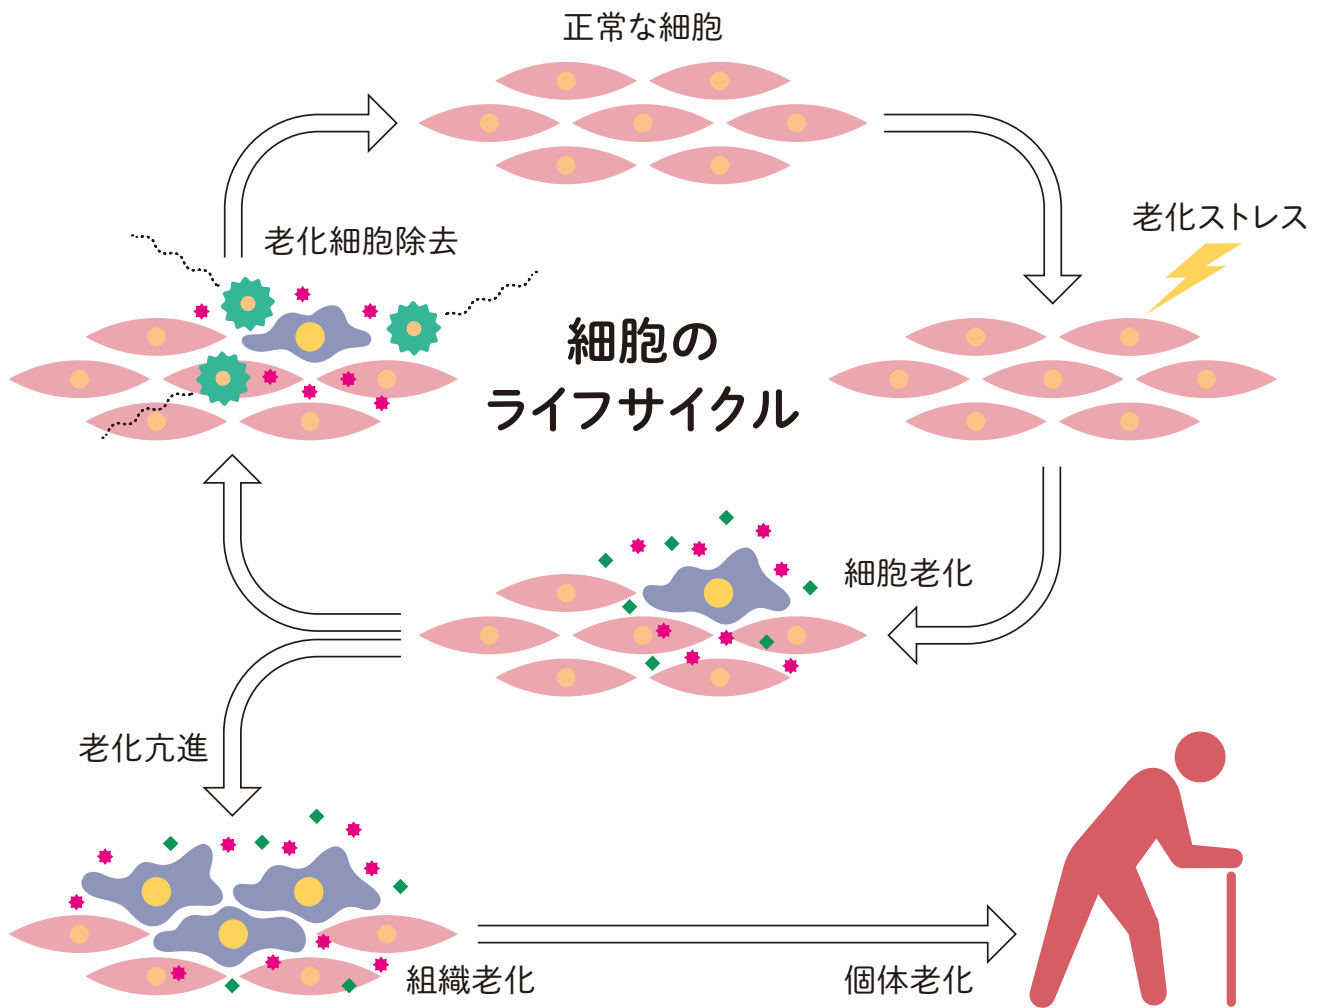 正常な細胞
老化ストレス
老化細胞除去
細胞の
ライフサイクル
細胞老化
老化亢進
組織老化
個体老化